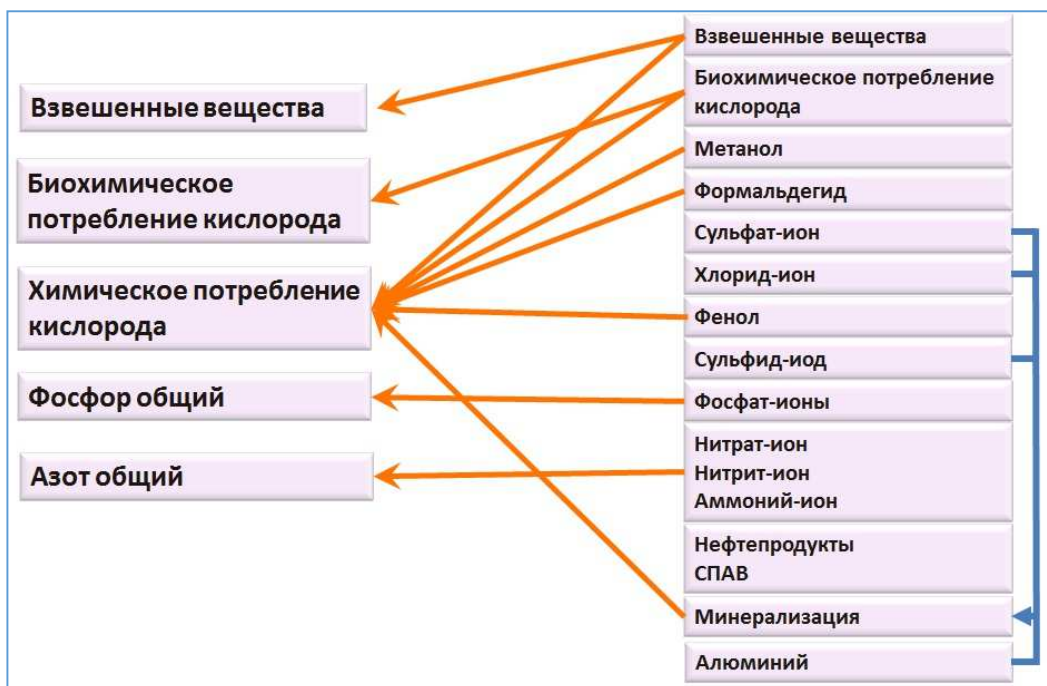 Взвешенные вещества
Биохимическое
потребление кислорода
Химическое потребление
кислорода
Фосфор общий
Азот общий
Взвешенные вещества
Биохимическое потребление
кислорода
Метанол
Формальдегид
Сульфат-ион
Хлорид-ион
Фенол
Сульфид-иод
Фосфат-ионы
Нитрат-ион
Нитрит-ион
Аммоний-ион
Нефтепродукты
СПАВ
Минерализация
Алюминий